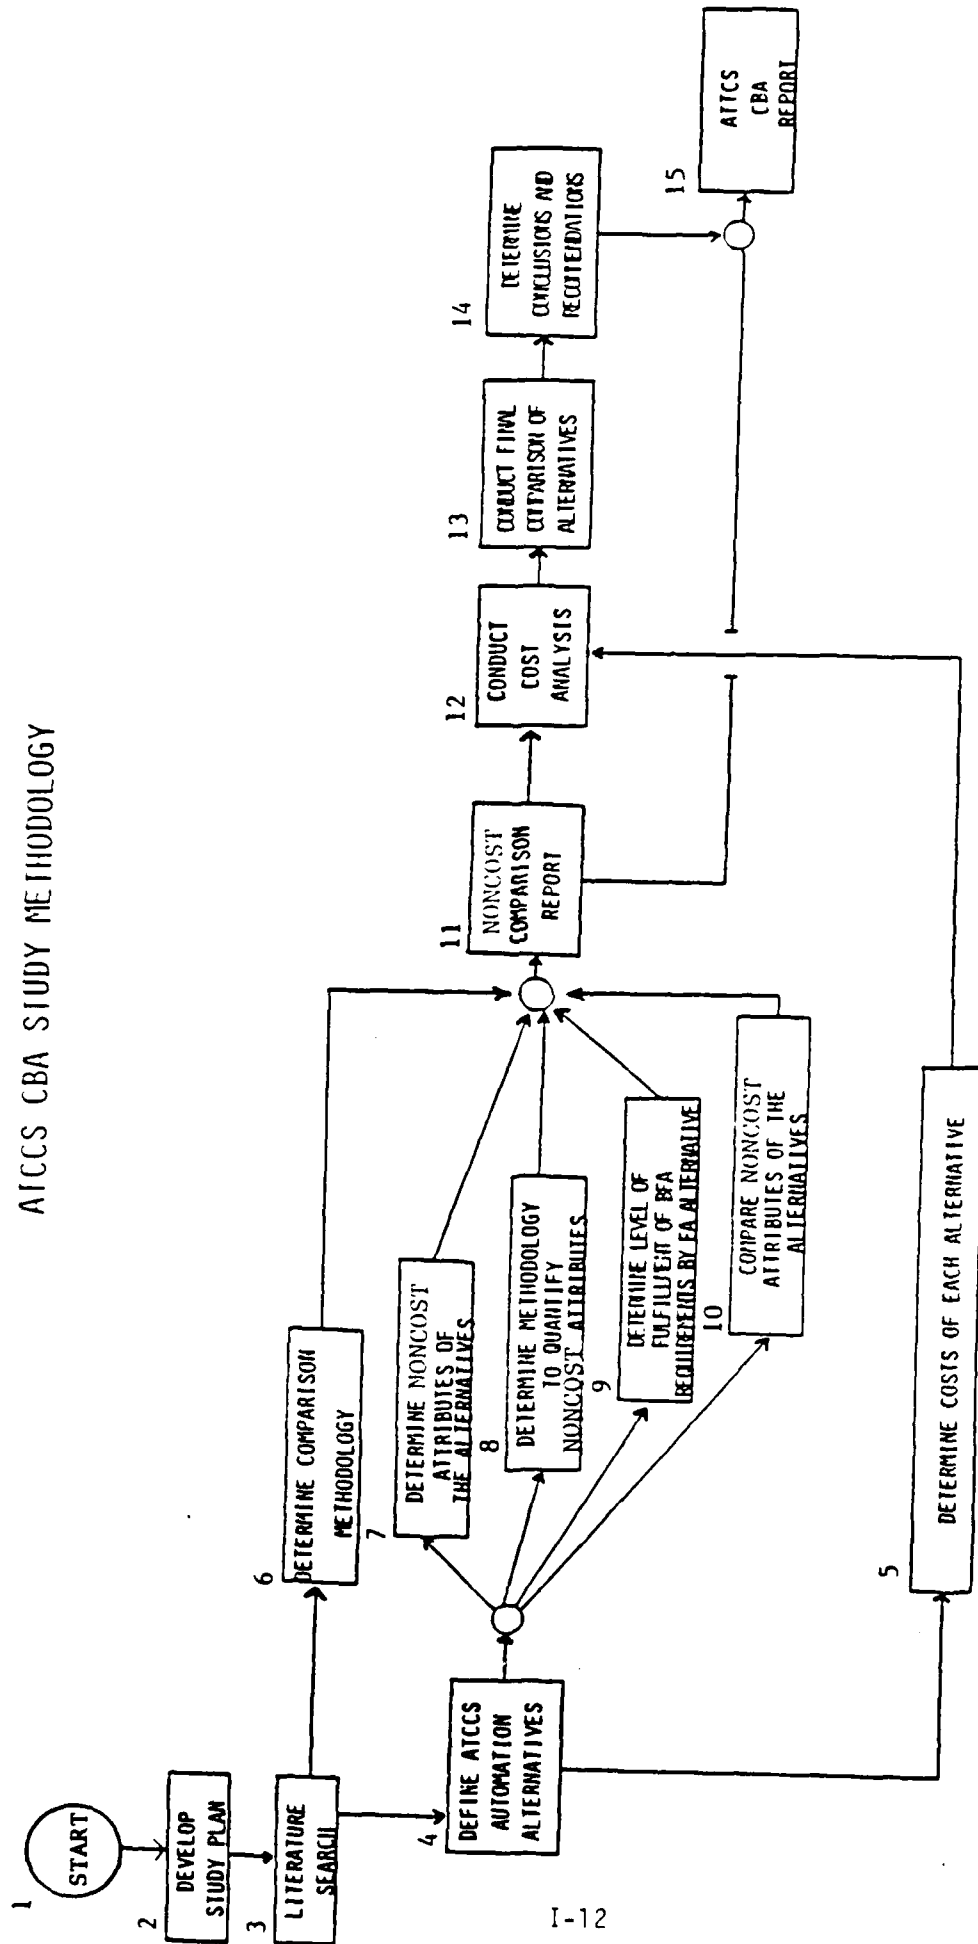 ATCCS CBA STUDY METHODOLOGY
1
START
2
DEVELOP
STUDY PLAN
3
LITERATURE
SEARCH
4
DEFINE ATCCS
AUTOMATION
ALTERNATIVES
5
DETERMINE COSTS OF EACH ALTERNATIVE
6
DETERMINE COMPARISON
METHODOLOGY
7
DETERMINE NONCOST
ATTRIBUTES OF
THE ALTERNATIVES
8
DETERMINE METHODOLOGY
TO QUANTIFY
NONCOST ATTRIBUTES
9
DETERMINE LEVEL OF
FULFILLMENT OF BFA
REQUIREMENTS BY EA ALTERNATIVE
10
COMPARE NONCOST
ATTRIBUTES OF THE
ALTERNATIVES
11
NONCOST
COMPARISON
REPORT
12
CONDUCT
COST
ANALYSIS
13
CONDUCT FINAL
COMPARISON OF
ALTERNATIVES
14
DETERMINE
CONCLUSIONS AND
RECOMMENDATIONS
15
ATTCS
CBA
REPORT
I-12